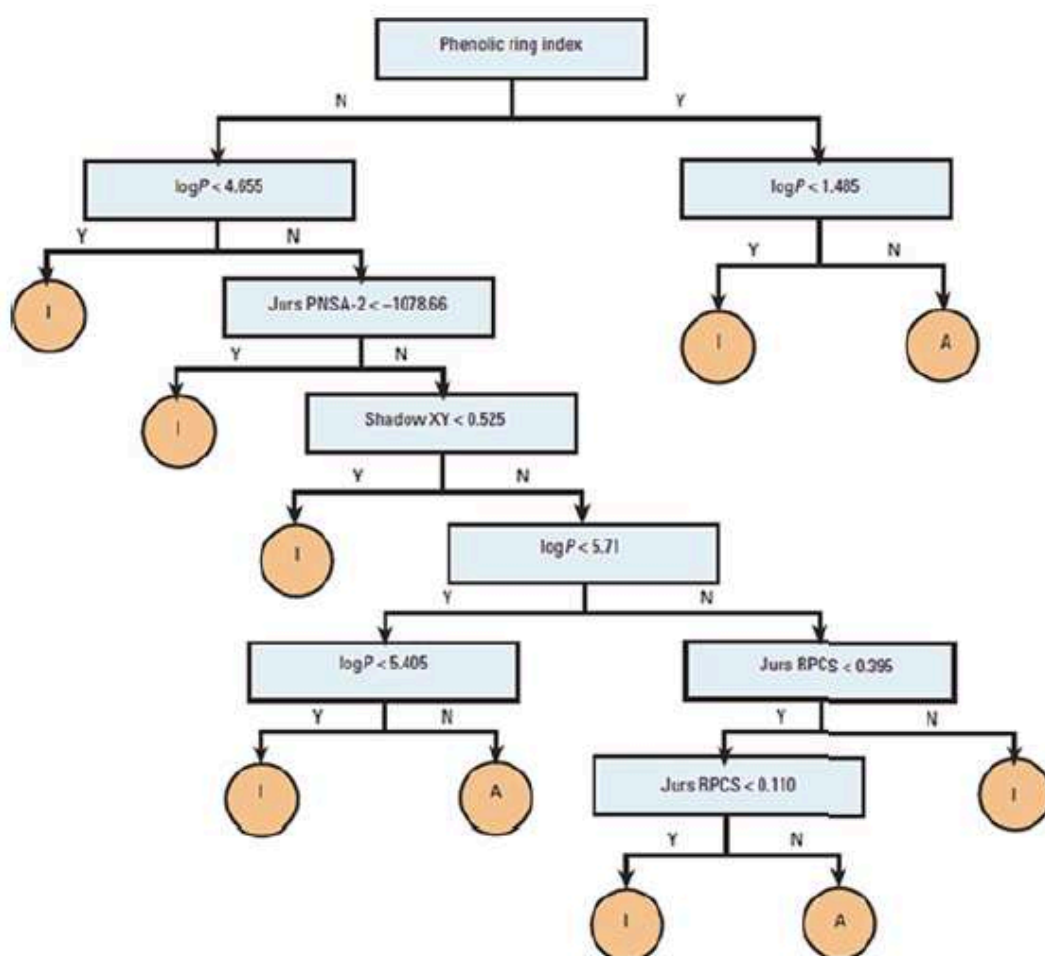 Phenolic ring index
N
Y
logP < 4.655
logP < 1.485
Y
N
Y
N
I
Jurs PNSA-2 < −1078.66
I
A
Y
N
I
Shadow XY < 0.525
Y
N
I
logP < 5.71
Y
N
logP < 5.405
Jurs RPCS < 0.395
Y
N
Y
N
I
A
Jurs RPCS < 0.110
I
Y
N
I
A